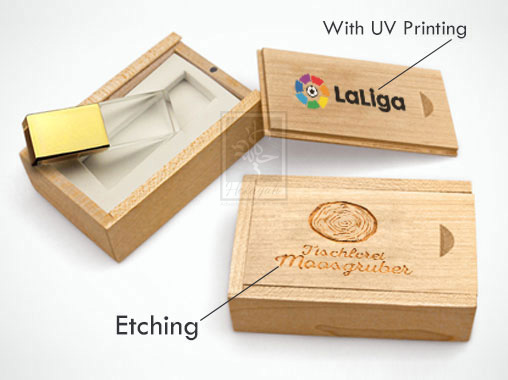 With UV Printing
LaLiga
Tischlerei
Moosgruber
Etching